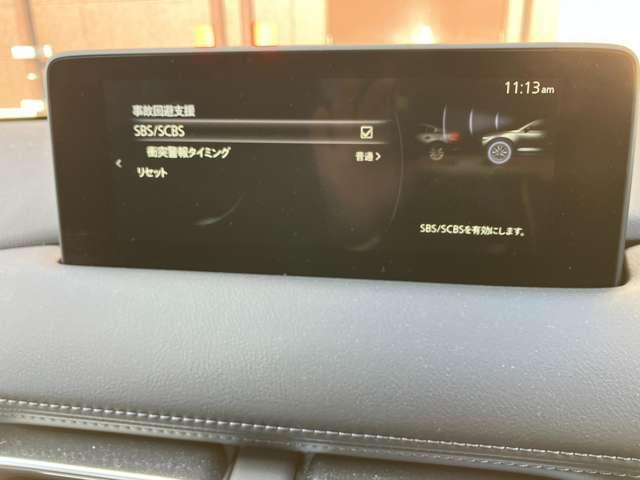 11:13am
事故回避支援
SBS/SCBS
衝突警報タイミング
普通
リセット
SBS/SCBSを有効にします。